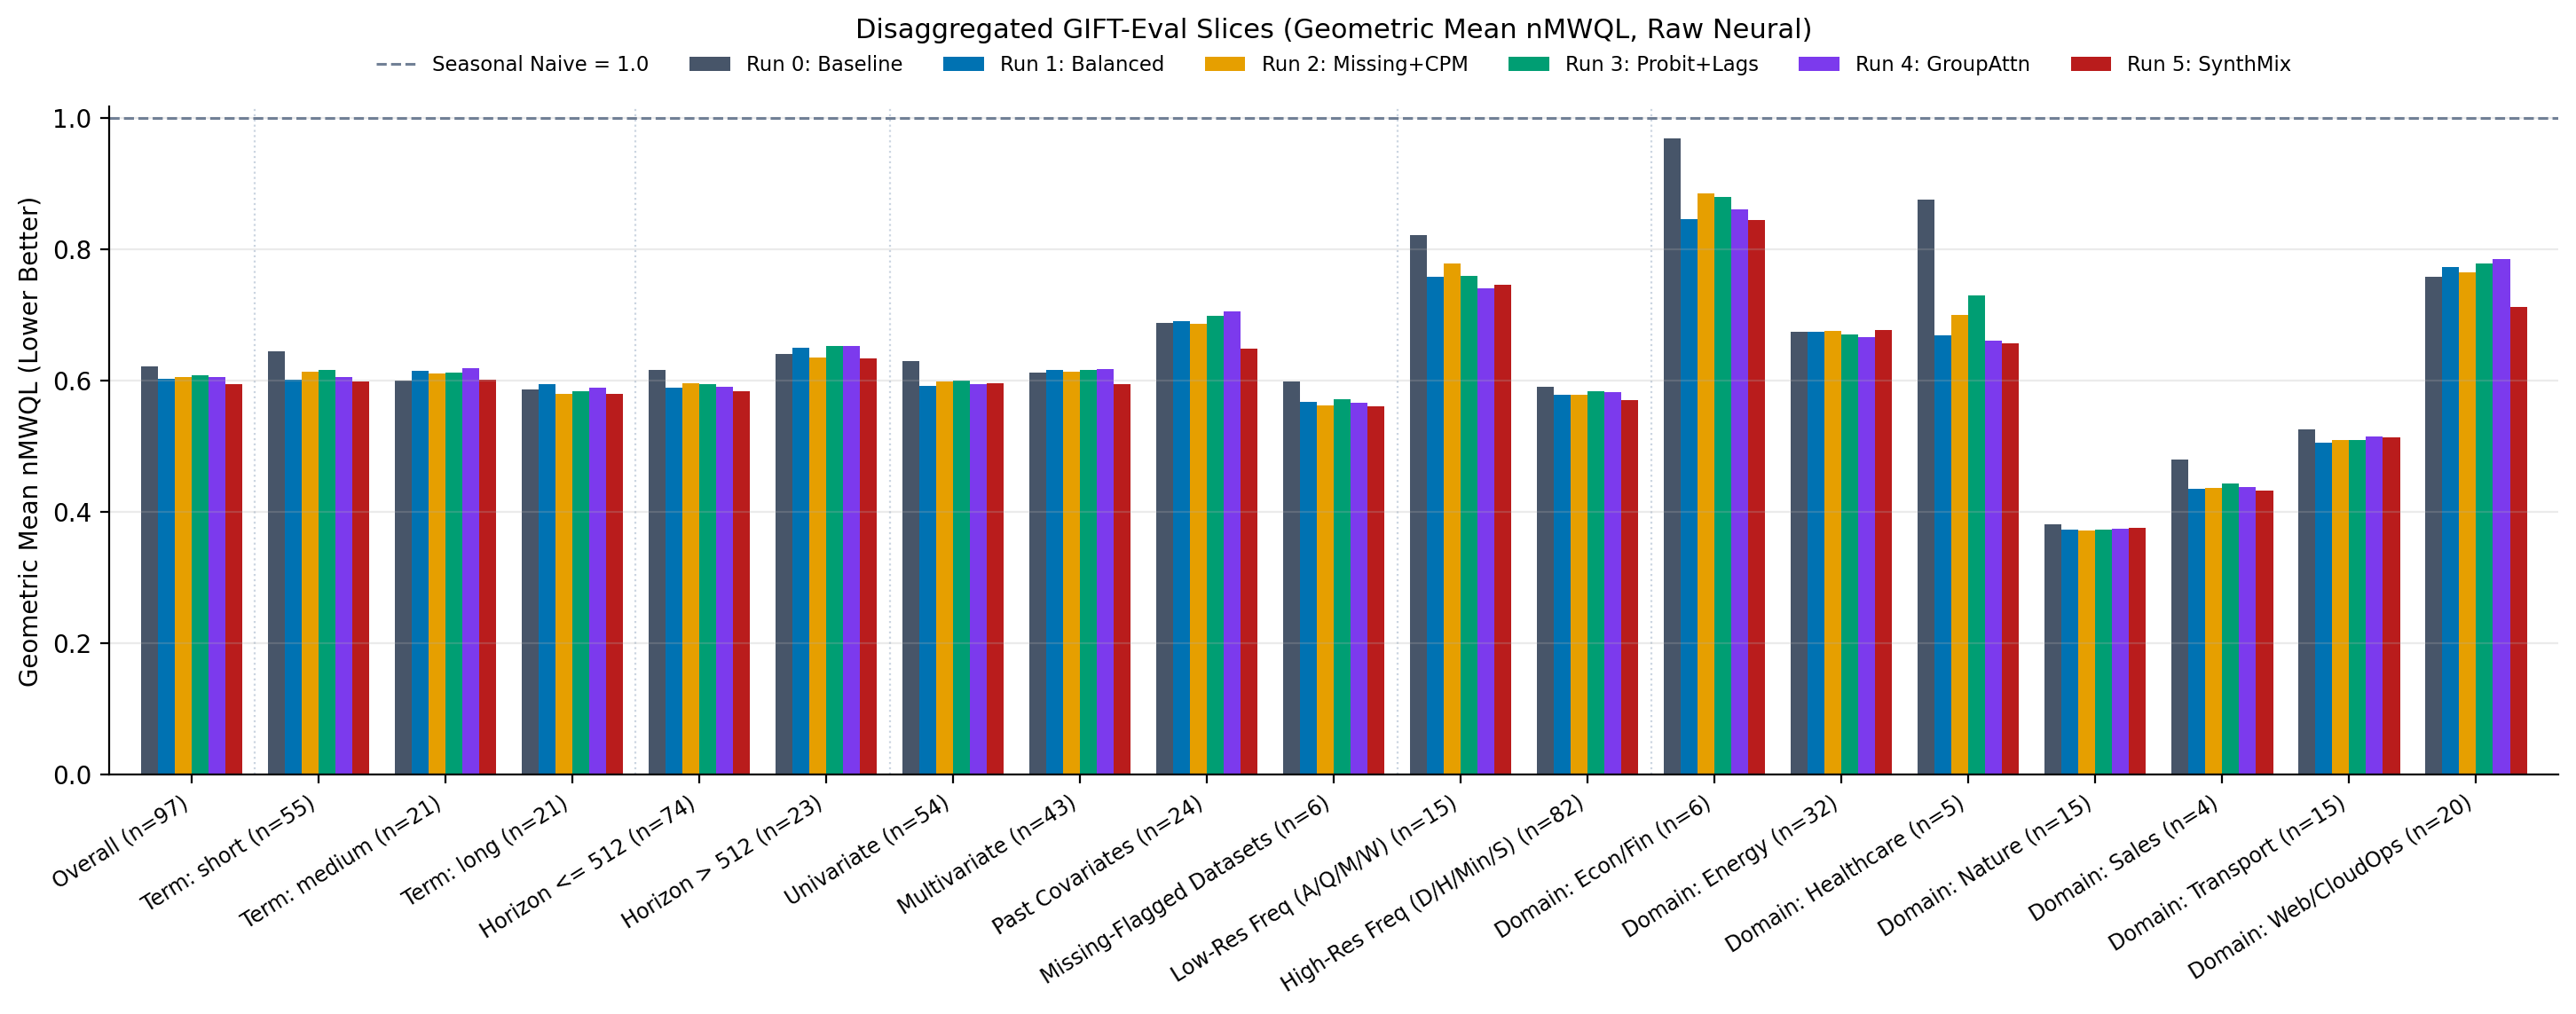 Disaggregated GIFT-Eval Slices (Geometric Mean nMWQL, Raw Neural)
Seasonal Naive = 1.0
Run 0: Baseline
Run 1: Balanced
Run 2: Missing+CPM
Run 3: Probit+Lags
Run 4: GroupAttn
Run 5: SynthMix
Geometric Mean nMWQL (Lower Better)
1.0
0.8
0.6
0.4
0.2
0.0
Overall (n=97)
Term: short (n=55)
Term: medium (n=21)
Term: long (n=21)
Horizon <= 512 (n=74)
Horizon > 512 (n=23)
Univariate (n=54)
Multivariate (n=43)
Past Covariates (n=24)
Missing-Flagged Datasets (n=6)
Low-Res Freq (A/Q/M/W) (n=15)
High-Res Freq (D/H/Min/S) (n=82)
Domain: Econ/Fin (n=6)
Domain: Energy (n=32)
Domain: Healthcare (n=5)
Domain: Nature (n=15)
Domain: Sales (n=4)
Domain: Transport (n=15)
Domain: Web/CloudOps (n=20)